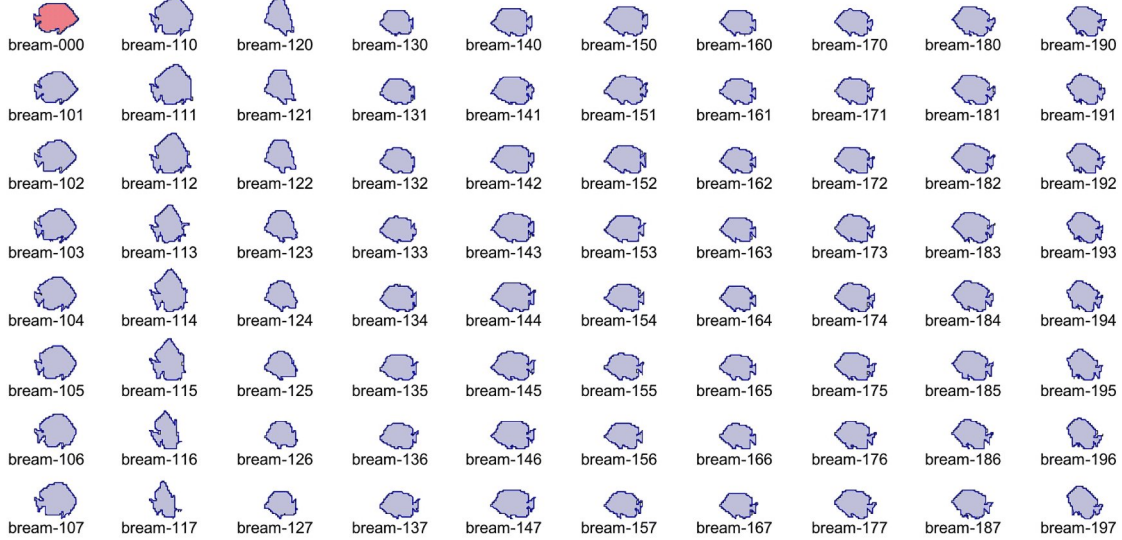 bream-000 bream-110 bream-120 bream-130 bream-140 bream-150 bream-160 bream-170 bream-180 bream-190
bream-101 bream-111 bream-121 bream-131 bream-141 bream-151 bream-161 bream-171 bream-181 bream-191
bream-102 bream-112 bream-122 bream-132 bream-142 bream-152 bream-162 bream-172 bream-182 bream-192
bream-103 bream-113 bream-123 bream-133 bream-143 bream-153 bream-163 bream-173 bream-183 bream-193
bream-104 bream-114 bream-124 bream-134 bream-144 bream-154 bream-164 bream-174 bream-184 bream-194
bream-105 bream-115 bream-125 bream-135 bream-145 bream-155 bream-165 bream-175 bream-185 bream-195
bream-106 bream-116 bream-126 bream-136 bream-146 bream-156 bream-166 bream-176 bream-186 bream-196
bream-107 bream-117 bream-127 bream-137 bream-147 bream-157 bream-167 bream-177 bream-187 bream-197